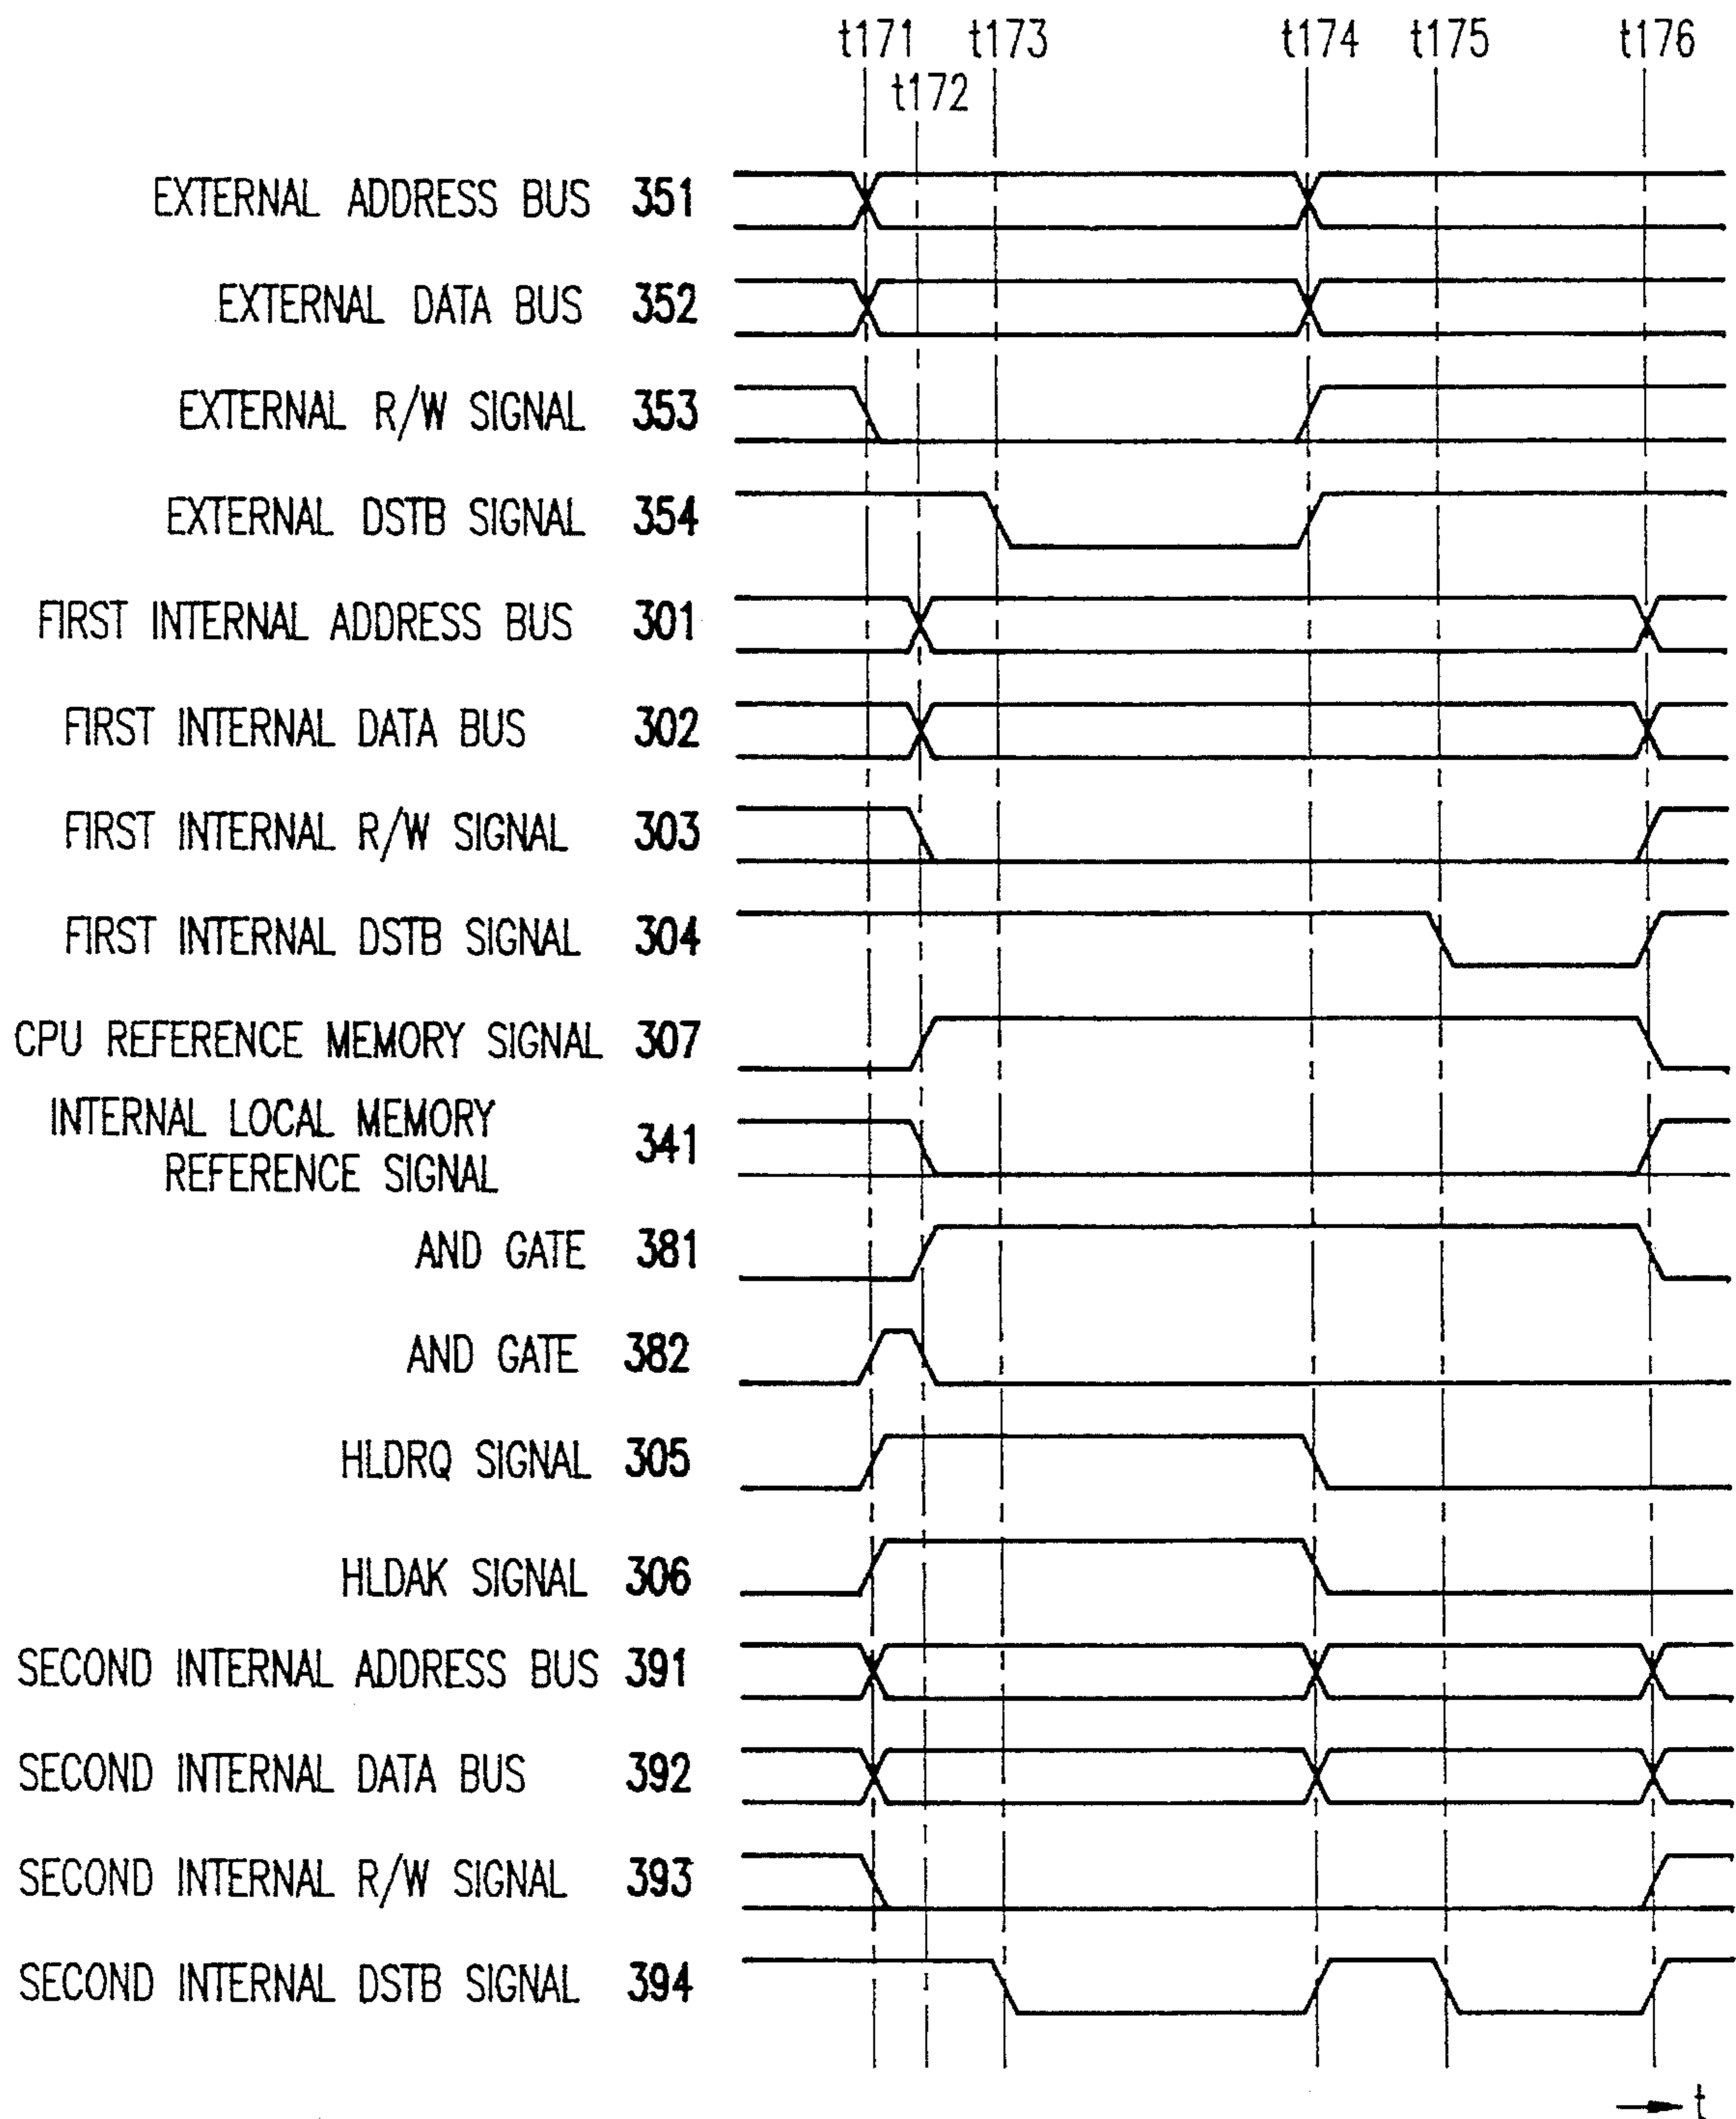 t171 t173 t174 t175 t176
t172
EXTERNAL ADDRESS BUS 351
EXTERNAL DATA BUS 352
EXTERNAL R/W SIGNAL 353
EXTERNAL DSTB SIGNAL 354
FIRST INTERNAL ADDRESS BUS 301
FIRST INTERNAL DATA BUS 302
FIRST INTERNAL R/W SIGNAL 303
FIRST INTERNAL DSTB SIGNAL 304
CPU REFERENCE MEMORY SIGNAL 307
INTERNAL LOCAL MEMORY
REFERENCE SIGNAL 341
AND GATE 381
AND GATE 382
HLDRQ SIGNAL 305
HLDAK SIGNAL 306
SECOND INTERNAL ADDRESS BUS 391
SECOND INTERNAL DATA BUS 392
SECOND INTERNAL R/W SIGNAL 393
SECOND INTERNAL DSTB SIGNAL 394
t